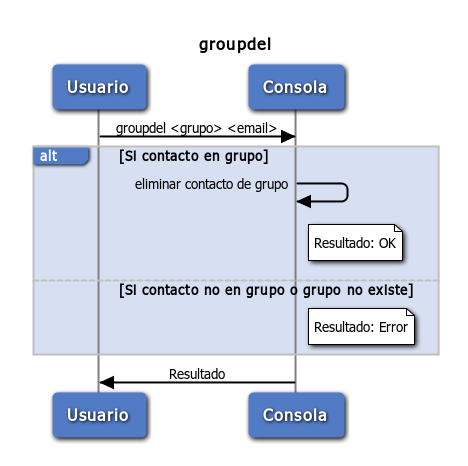 groupdel
Usuario
Consola
groupdel <grupo> <email>
alt
[Si contacto en grupo]
eliminar contacto de grupo
Resultado: OK
[Si contacto no en grupo o grupo no existe]
Resultado: Error
Resultado
Usuario
Consola